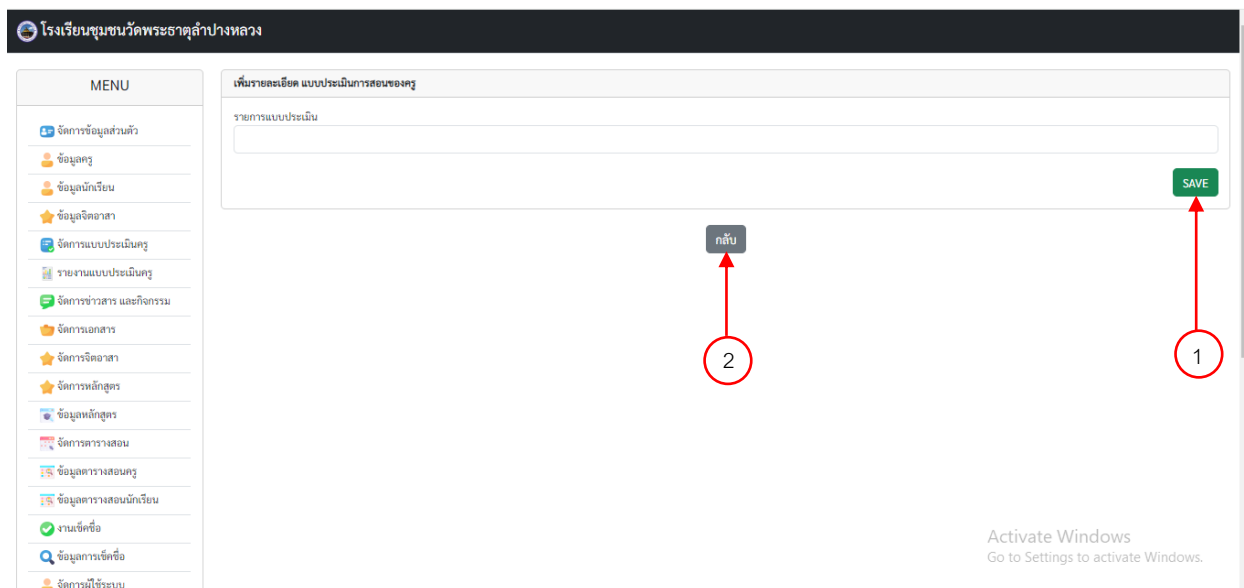 โรงเรียนชุมชนวัดพระธาตุลำปางหลวง
MENU
จัดการข้อมูลส่วนตัว
ข้อมูลครู
ข้อมูลนักเรียน
ข้อมูลจิตอาสา
จัดการแบบประเมินครู
รายงานแบบประเมินครู
จัดการข่าวสาร และกิจกรรม
จัดการเอกสาร
จัดการจิตอาสา
จัดการหลักสูตร
ข้อมูลหลักสูตร
จัดการตารางสอน
ข้อมูลตารางสอนครู
ข้อมูลตารางสอนนักเรียน
งานเช็คชื่อ
ข้อมูลการเช็คชื่อ
จัดการผู้ใช้ระบบ
เพิ่มรายละเอียด แบบประเมินการสอนของครู
รายการแบบประเมิน
SAVE
กลับ
2
1
Activate Windows
Go to Settings to activate Windows.